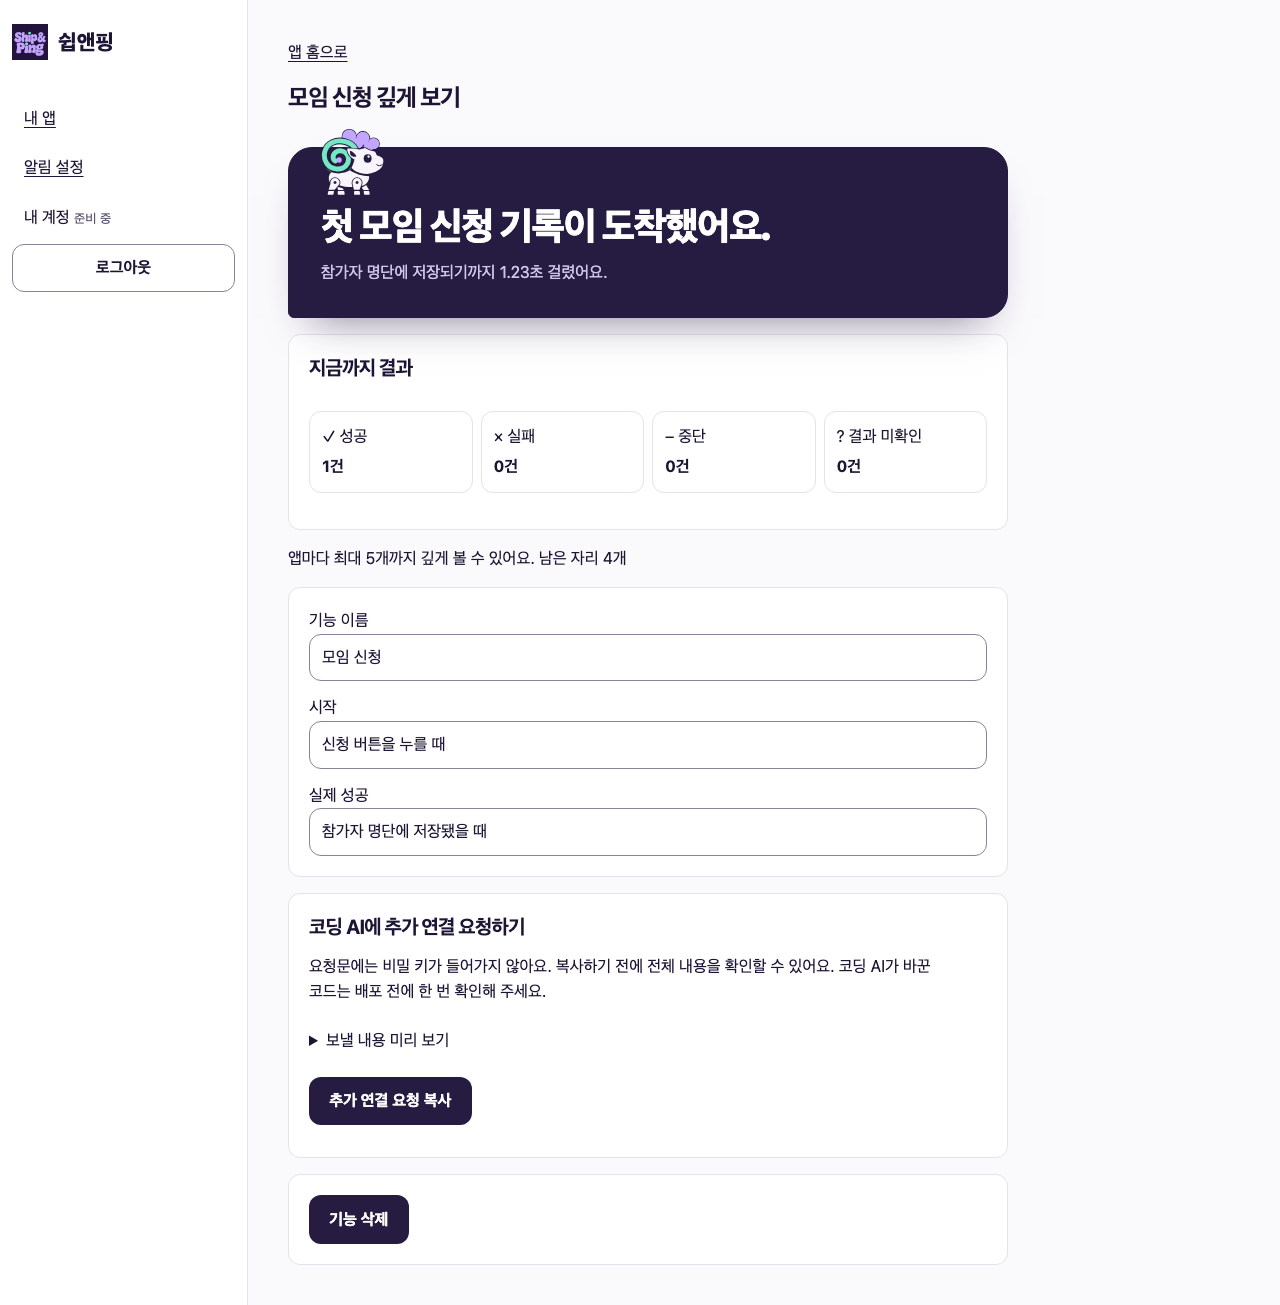 Ship&
Ping
쉽앤핑
내 앱
알림 설정
내 계정 준비 중
로그아웃
앱 홈으로
모임 신청 깊게 보기
첫 모임 신청 기록이 도착했어요.
참가자 명단에 저장되기까지 1.23초 걸렸어요.
지금까지 결과
✓ 성공
1건
× 실패
0건
– 중단
0건
? 결과 미확인
0건
앱마다 최대 5개까지 깊게 볼 수 있어요. 남은 자리 4개
기능 이름
모임 신청
시작
신청 버튼을 누를 때
실제 성공
참가자 명단에 저장됐을 때
코딩 AI에 추가 연결 요청하기
요청문에는 비밀 키가 들어가지 않아요. 복사하기 전에 전체 내용을 확인할 수 있어요. 코딩 AI가 바꾼
코드는 배포 전에 한 번 확인해 주세요.
▶ 보낼 내용 미리 보기
추가 연결 요청 복사
기능 삭제